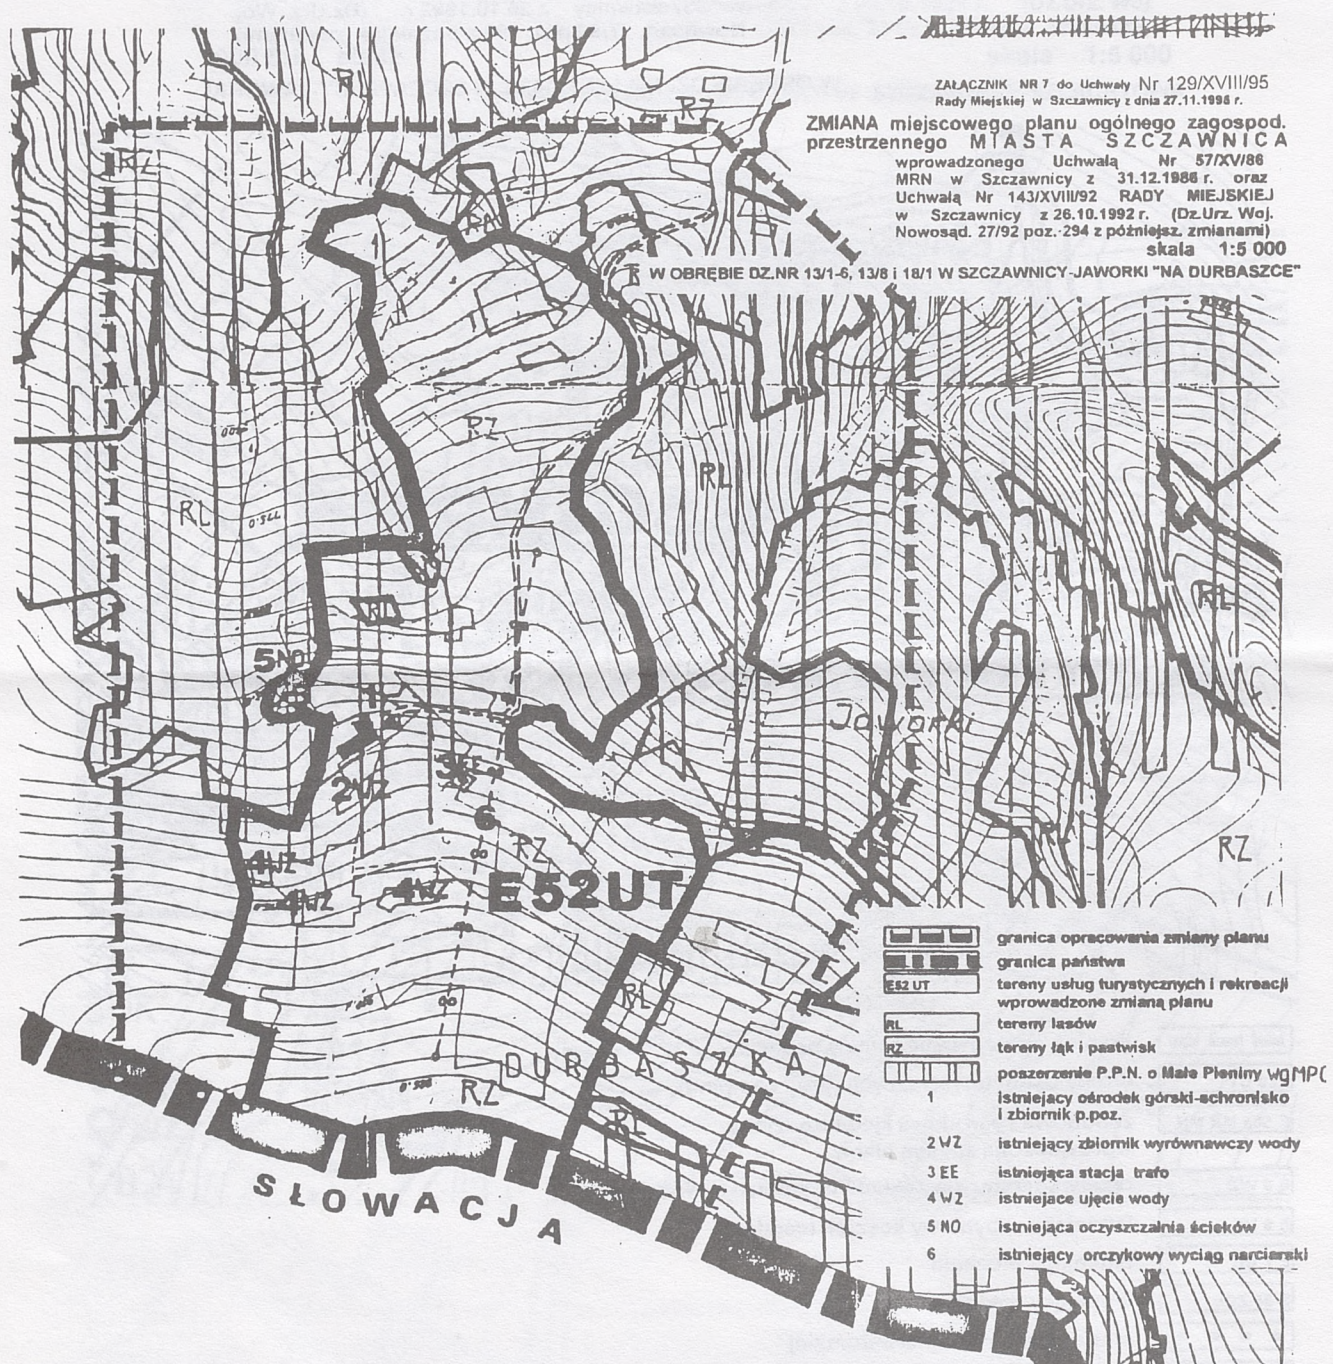 ZAŁĄCZNIK NR 7 do Uchwały Nr 129/XVIII/95
Rady Miejskiej w Szczawnicy z dnia 27.11.1995 r.
ZMIANA miejscowego planu ogólnego zagospod.
przestrzennego MIASTA SZCZAWNICA
wprowadzonego Uchwałą Nr 57/XV/86
MRN w Szczawnicy z 31.12.1986 r. oraz
Uchwałą Nr 143/XVIII/92 RADY MIEJSKIEJ
w Szczawnicy z 26.10.1992 r. (Dz.Urz. Woj.
Nowosąd. 27/92 poz. 294 z późniejsz. zmianami)
skala 1:5 000
W OBRĘBIE DZ.NR 13/1-6, 13/8 i 18/1 W SZCZAWNICY-JAWORKI "NA DURBASZCE"
RL
RZ
RZ
RZ
RL
RL
RL
RL
5NO
1
Jaworki
2WZ
3EE
6
RZ
RL
RZ
4WZ
4WZ
4WZ
E52UT
RL
DURBASZKA
RZ
RL
SŁOWACJA
granica opracowania zmiany planu
granica państwa
E52 UT tereny usług turystycznych i rekreacji
wprowadzone zmianą planu
RL tereny lasów
RZ tereny łąk i pastwisk
poszerzenie P.P.N. o Małe Pieniny wg MP
1 istniejący ośrodek górski-schronisko
i zbiornik p.poz.
2 WZ istniejący zbiornik wyrównawczy wody
3 EE istniejąca stacja trafo
4 WZ istniejace ujęcie wody
5 NO istniejąca oczyszczalnia ścieków
6 istniejący orczykowy wyciąg narciarski